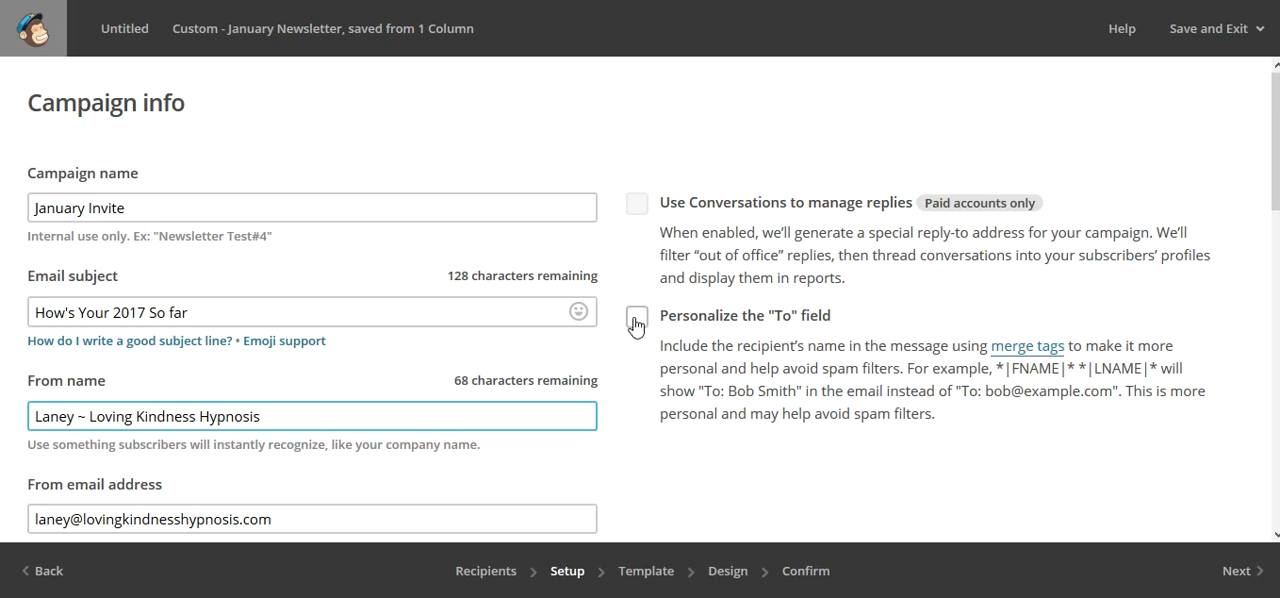 Untitled
Custom - January Newsletter, saved from 1 Column
Help
Save and Exit
Campaign info
Campaign name
January Invite
Internal use only. Ex: "Newsletter Test#4"
Email subject
128 characters remaining
How's Your 2017 So far
How do I write a good subject line? • Emoji support
From name
68 characters remaining
Laney ~ Loving Kindness Hypnosis
Use something subscribers will instantly recognize, like your company name.
From email address
laney@lovingkindnesshypnosis.com
Use Conversations to manage replies
Paid accounts only
When enabled, we’ll generate a special reply-to address for your campaign. We’ll
filter “out of office” replies, then thread conversations into your subscribers’ profiles
and display them in reports.
Personalize the "To" field
Include the recipient’s name in the message using merge tags to make it more
personal and help avoid spam filters. For example, *|FNAME|* *|LNAME|* will
show "To: Bob Smith" in the email instead of "To: bob@example.com". This is more
personal and may help avoid spam filters.
Back
Recipients
Setup
Template
Design
Confirm
Next